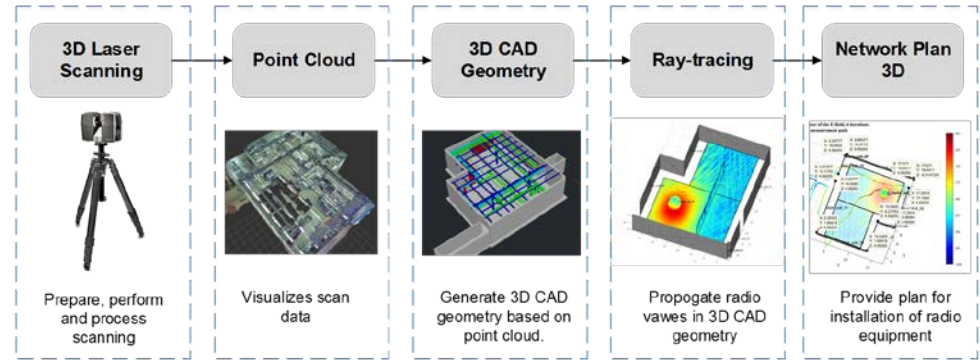 3D Laser
Scanning
Point Cloud
3D CAD
Geometry
Ray-tracing
Network Plan
3D
Prepare, perform
and process
scanning
Visualizes scan
data
Generate 3D CAD
geometry based on
point cloud.
Propogate radio
vawes in 3D CAD
geometry
Provide plan for
installation of radio
equipment